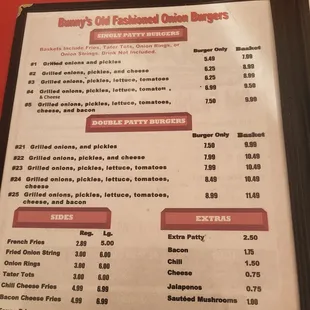 Bunny's Old Fashioned Onion Burgers
SINGLY PATTY BURGERS
Baskets Include Fries, Tater Tots, Onion Rings, or
Onion Strings. Drink Not Included.
Burger Only Basket
#1 Grilled onions and pickles 5.49 7.99
#2 Grilled onions, pickles, and cheese 6.25 8.99
#3 Grilled onions, pickles, lettuce, tomatoes 6.25 8.99
#4 Grilled onions, pickles, lettuce, tomatoes, 6.99 9.50
& Cheese
#5 Grilled onions, pickles, lettuce, tomatoes, 7.50 9.99
cheese, and bacon
DOUBLE PATTY BURGERS
Burger Only Basket
#21 Grilled onions, and pickles 7.50 9.99
#22 Grilled onions, pickles, and cheese 7.99 10.49
#23 Grilled onions, pickles, lettuce, tomatoes 7.99 10.49
#24 Grilled onions, pickles, lettuce, tomatoes, 8.49 10.49
cheese
#25 Grilled onions, pickles, lettuce, tomatoes, 8.99 11.49
cheese, and bacon
SIDES
Reg. Lg.
French Fries 2.89 5.00
Fried Onion String 3.00 6.00
Onion Rings 3.00 6.00
Tater Tots 3.00 6.00
Chili Cheese Fries 4.99 6.99
Bacon Cheese Fries 4.99 6.99
EXTRAS
Extra Patty 2.50
Bacon 1.75
Chili 1.50
Cheese 0.75
Jalapenos 0.75
Sautéed Mushrooms 1.00